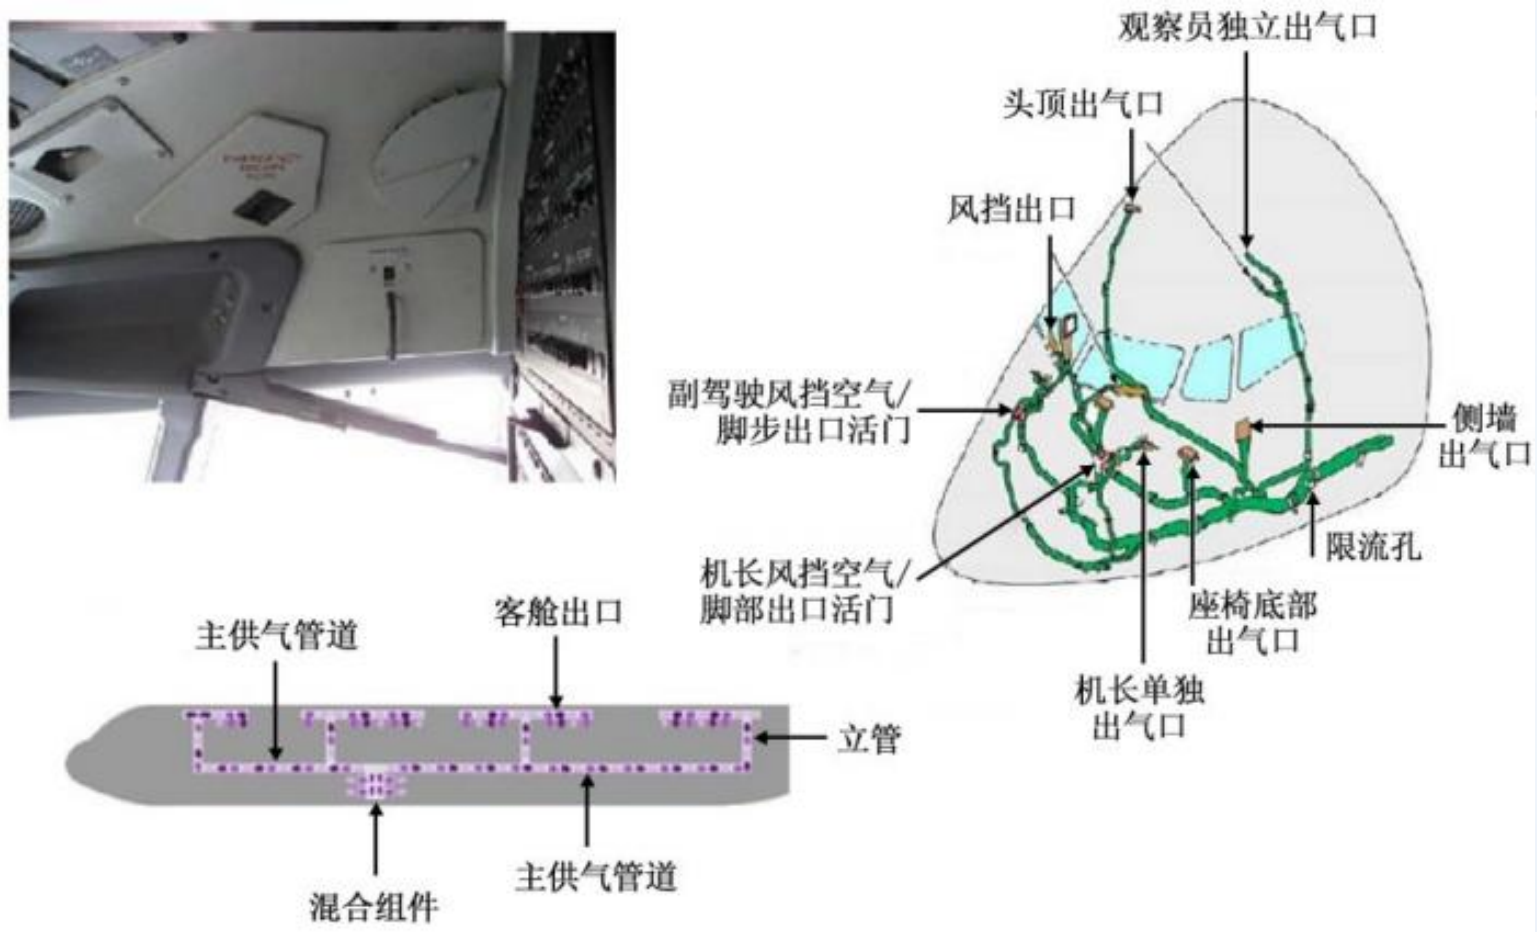 观察员独立出气口
头顶出气口
风挡出口
副驾驶风挡空气/
脚步出口活门
侧墙
出气口
机长风挡空气/
脚部出口活门
限流孔
座椅底部
出气口
机长单独
出气口
客舱出口
主供气管道
立管
主供气管道
混合组件